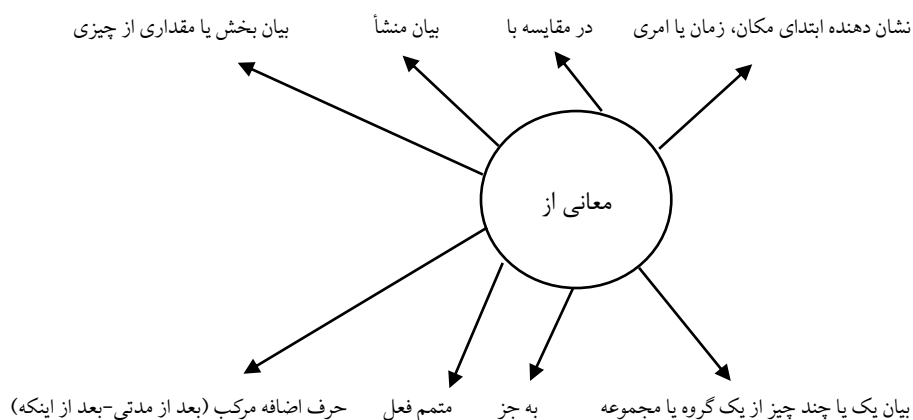 نشان دهنده ابتدای مکان، زمان یا امری
در مقایسه با
بیان منشأ
بیان بخش یا مقداری از چیزی
معانی از
بیان یک یا چند چیز از یک گروه یا مجموعه
به جز
متمم فعل
حرف اضافه مرکب (بعد از مدتی-بعد از اینکه)